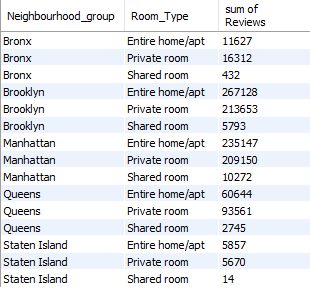 Neighbourhood_group Room_Type sum of Reviews
Bronx Entire home/apt 11627
Bronx Private room 16312
Bronx Shared room 432
Brooklyn Entire home/apt 267128
Brooklyn Private room 213653
Brooklyn Shared room 5793
Manhattan Entire home/apt 235147
Manhattan Private room 209150
Manhattan Shared room 10272
Queens Entire home/apt 60644
Queens Private room 93561
Queens Shared room 2745
Staten Island Entire home/apt 5857
Staten Island Private room 5670
Staten Island Shared room 14